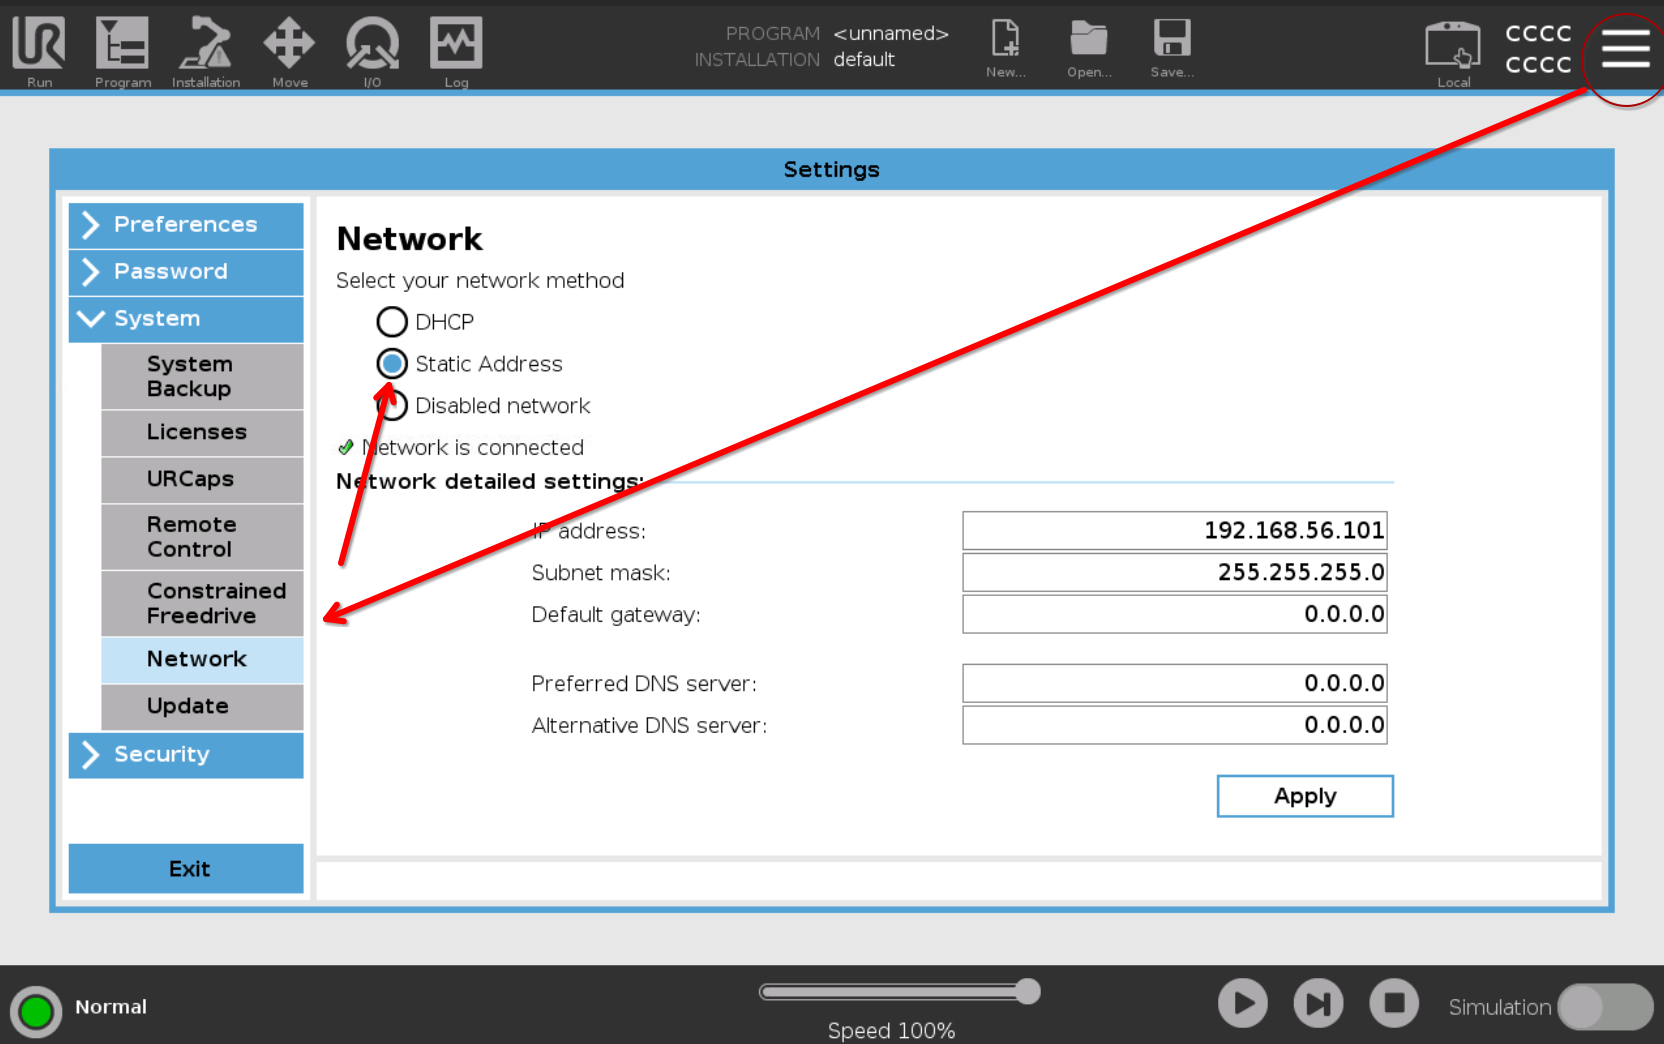 PROGRAM <unnamed>
INSTALLATION default
Run
Program
Installation
Move
I/O
Log
New...
Open...
Save...
Local
CCCC
CCCC
Settings
Preferences
Password
System
System
Backup
Licenses
URCaps
Remote
Control
Constrained
Freedrive
Network
Update
Security
Exit
Network
Select your network method
DHCP
Static Address
Disabled network
Network is connected
Network detailed settings:
IP address: 192.168.56.101
Subnet mask: 255.255.255.0
Default gateway: 0.0.0.0
Preferred DNS server: 0.0.0.0
Alternative DNS server: 0.0.0.0
Apply
Normal
Speed 100%
Simulation